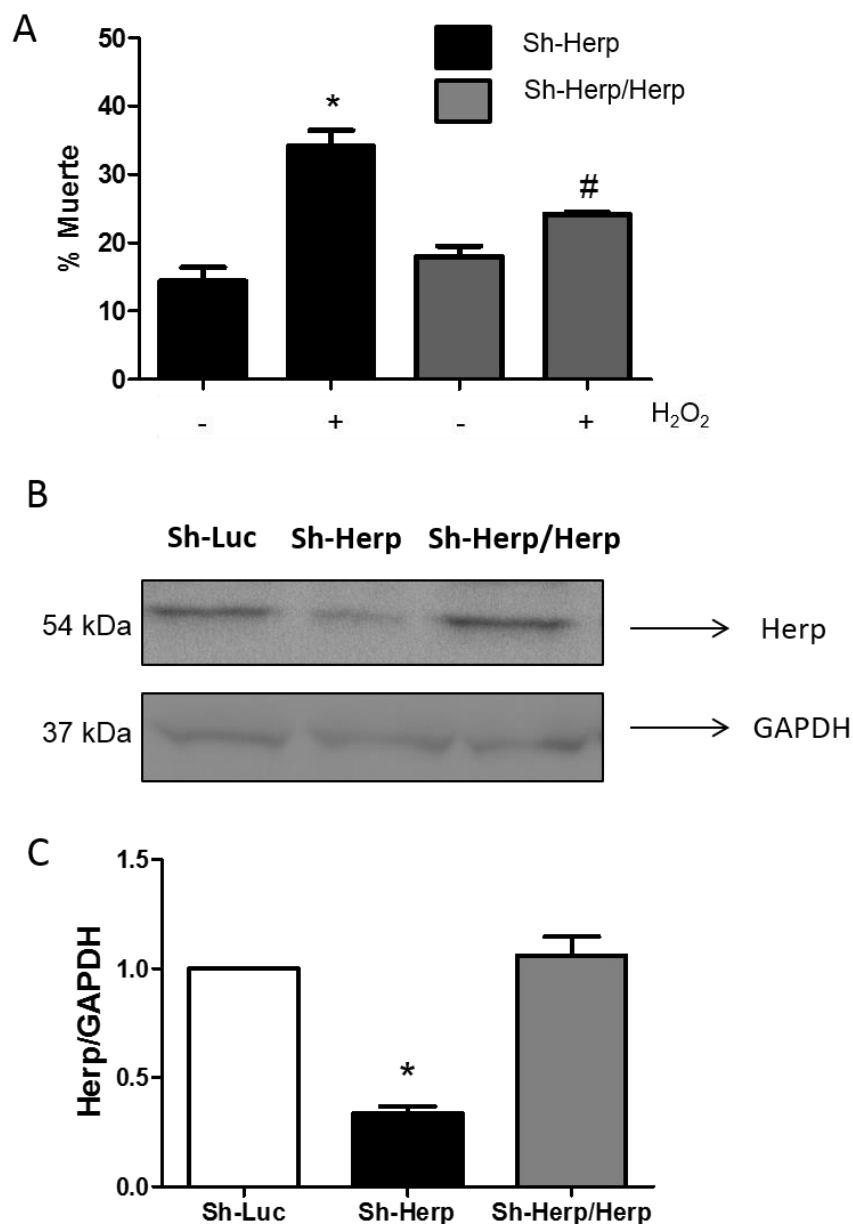 A
50
40
30
20
10
0
% Muerte
*
#
Sh-Herp
Sh-Herp/Herp
- + - + H₂O₂
B
Sh-Luc Sh-Herp Sh-Herp/Herp
54 kDa Herp
37 kDa GAPDH
C
1.5
1.0
0.5
0.0
Herp/GAPDH
*
Sh-Luc Sh-Herp Sh-Herp/Herp